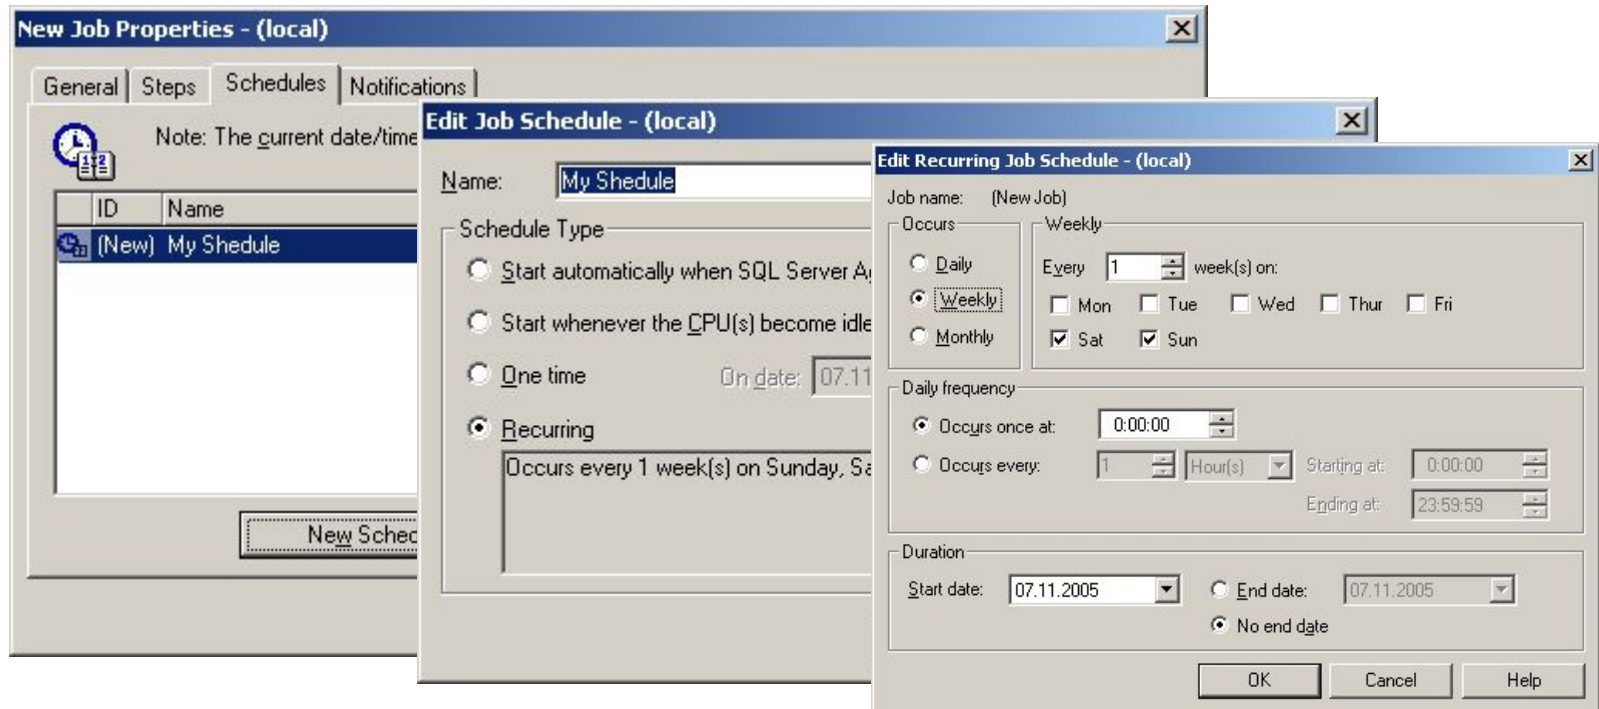 New Job Properties - (local)
General Steps Schedules Notifications
Note: The current date/time
ID Name
(New) My Shedule
New Sched
Edit Job Schedule - (local)
Name: My Shedule
Schedule Type
Start automatically when SQL Server A
Start whenever the CPU(s) become idle
One time On date: 07.11
Recurring
Occurs every 1 week(s) on Sunday, Sa
Edit Recurring Job Schedule - (local)
Job name: (New Job)
Occurs Weekly
Daily Every 1 week(s) on:
Weekly Mon Tue Wed Thur Fri
Monthly Sat Sun
Daily frequency
Occurs once at: 0:00:00
Occurs every: 1 Hour(s) Starting at: 0:00:00
Ending at: 23:59:59
Duration
Start date: 07.11.2005 End date: 07.11.2005
No end date
OK Cancel Help